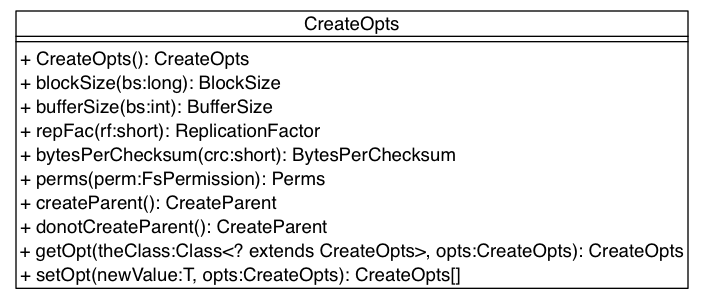 CreateOpts
+ CreateOpts(): CreateOpts
+ blockSize(bs:long): BlockSize
+ bufferSize(bs:int): BufferSize
+ repFac(rf:short): ReplicationFactor
+ bytesPerChecksum(crc:short): BytesPerChecksum
+ perms(perm:FsPermission): Perms
+ createParent(): CreateParent
+ donotCreateParent(): CreateParent
+ getOpt(theClass:Class<? extends CreateOpts>, opts:CreateOpts): CreateOpts
+ setOpt(newValue:T, opts:CreateOpts): CreateOpts[]